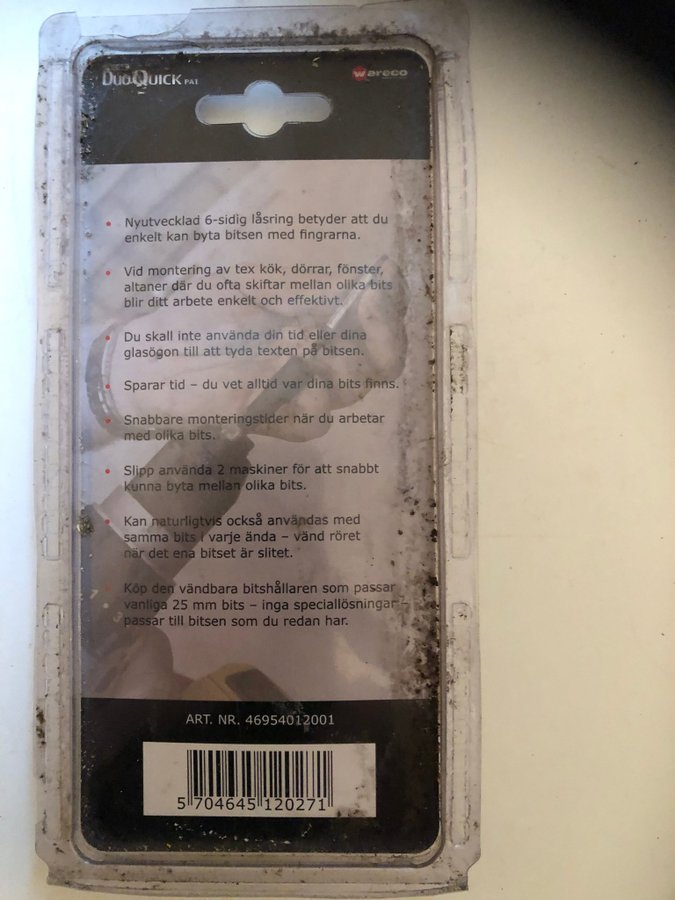 DUOQUICK PAT
Wareco
• Nyutvecklad 6-sidig låsring betyder att du
enkelt kan byta bitsen med fingrarna.
• Vid montering av tex kök, dörrar, fönster,
altaner där du ofta skiftar mellan olika bits
blir ditt arbete enkelt och effektivt.
• Du skall inte använda din tid eller dina
glasögon till att tyda texten på bitsen.
• Sparar tid – du vet alltid var dina bits finns.
• Snabbare monteringstider när du arbetar
med olika bits.
• Slipp använda 2 maskiner för att snabbt
kunna byta mellan olika bits.
• Kan naturligtvis också användas med
samma bits i varje ända – vänd röret
när det ena bitset är slitet.
• Köp den vändbara bitshållaren som passar
vanliga 25 mm bits – inga speciallösningar –
passar till bitsen som du redan har.
ART. NR. 46954012001
5 704645 120271